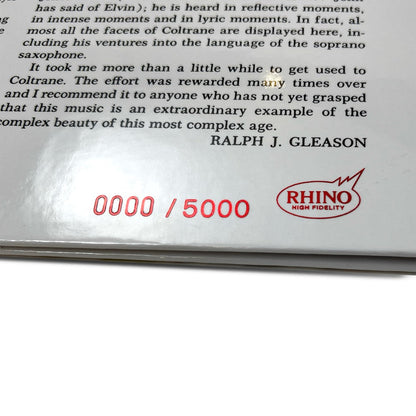 has said of Elvin); he is heard in reflective moments,
in intense moments and in lyric moments. In fact, al-
most all the facets of Coltrane are displayed here, in-
cluding his ventures into the language of the soprano
saxophone.
It took me more than a little while to get used to
Coltrane. The effort was rewarded many times over
and I recommend it to anyone who has not yet grasped
that this music is an extraordinary example of the
complex beauty of this most complex age.
RALPH J. GLEASON
0000 / 5000
RHINO
HIGH FIDELITY